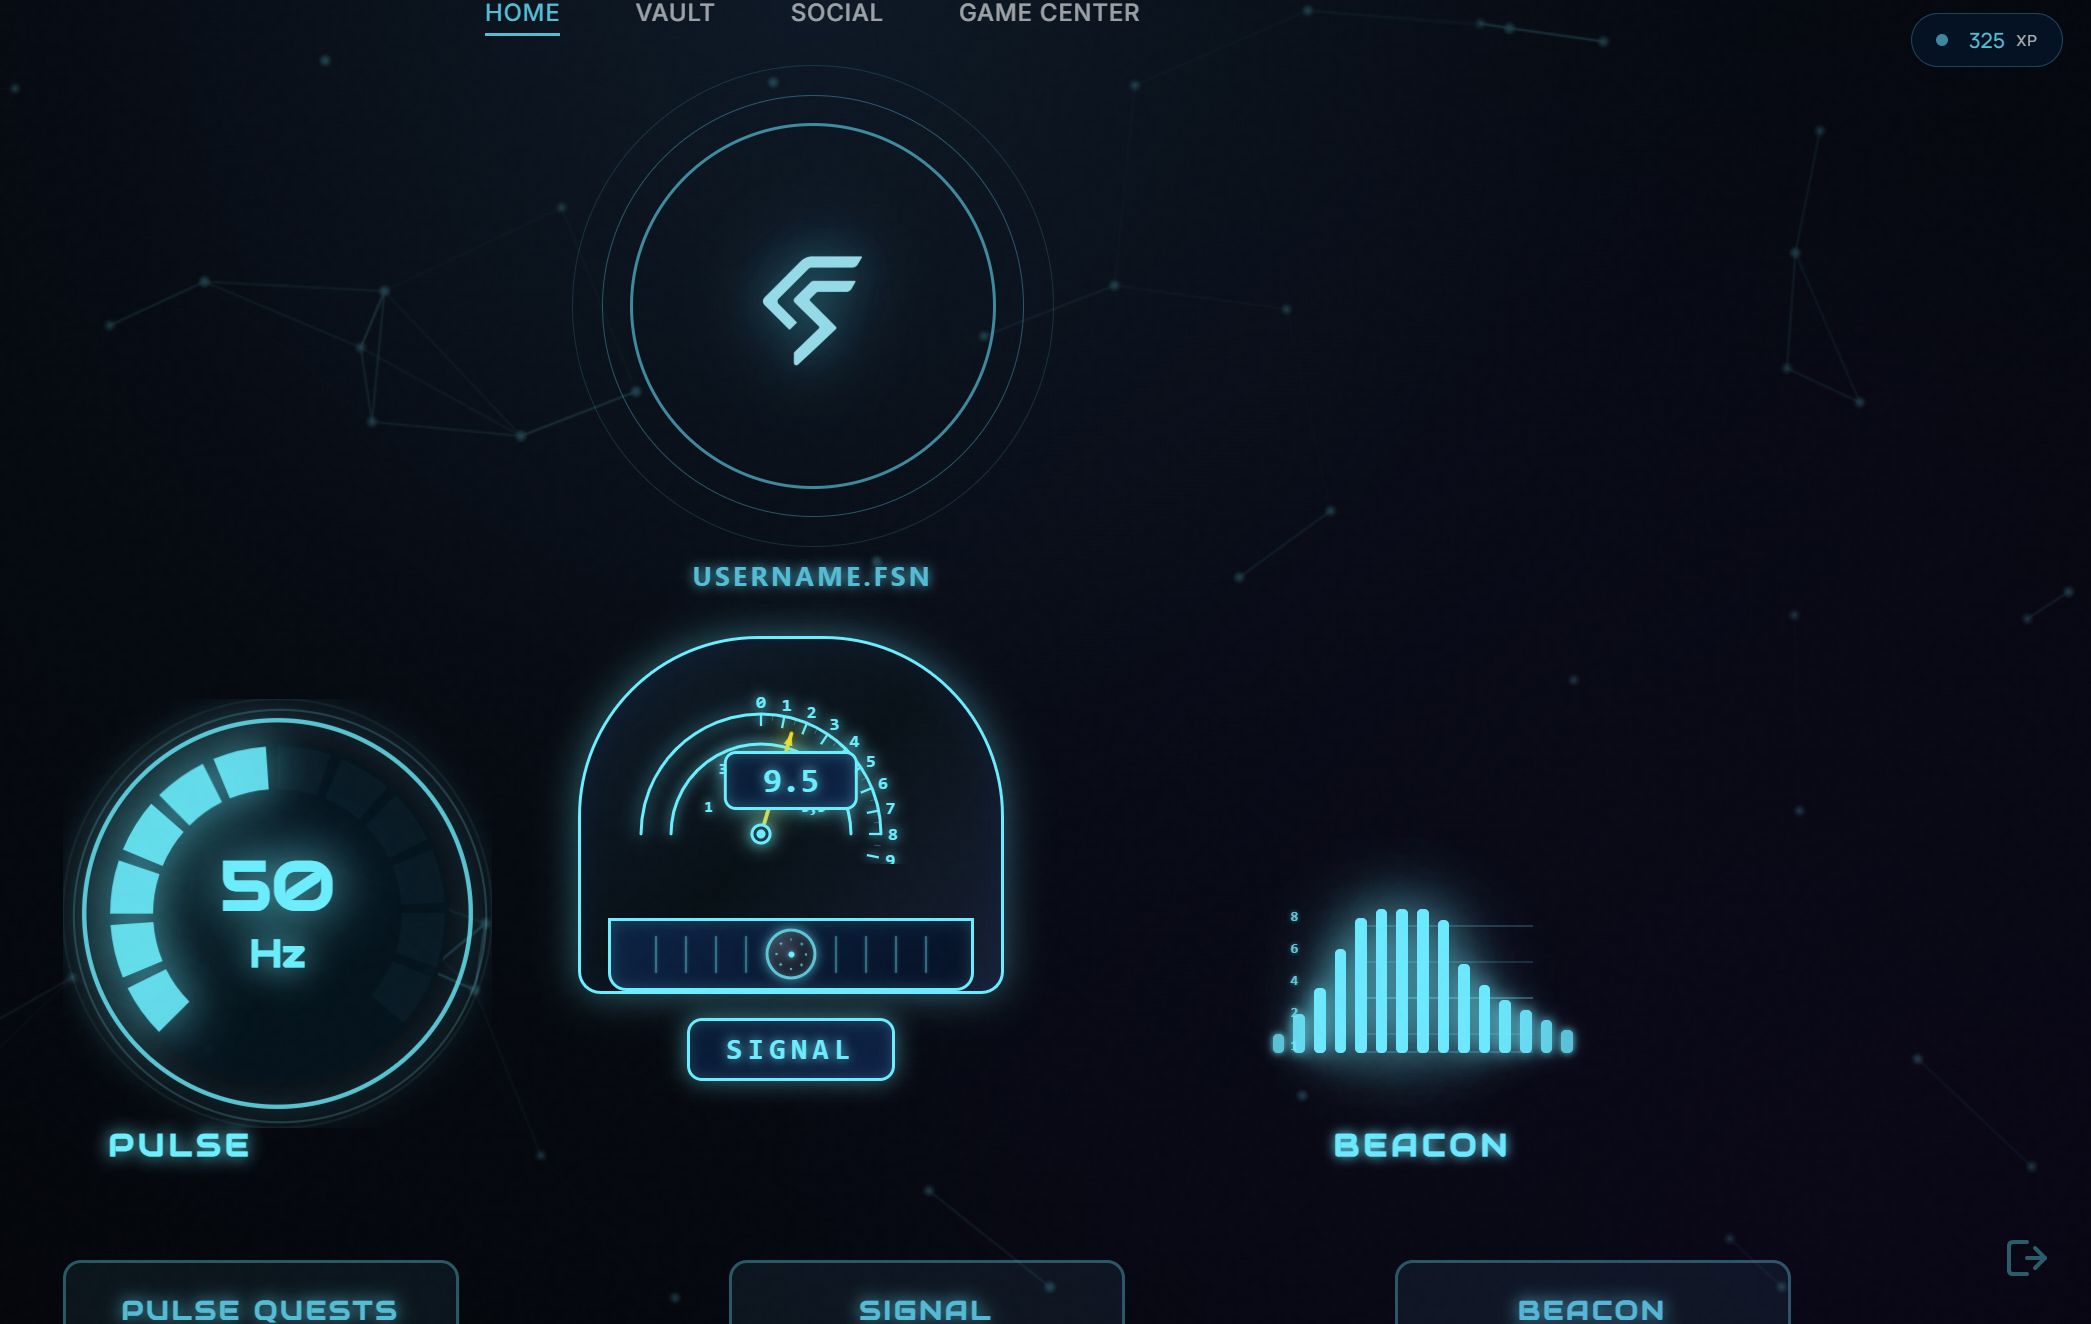 HOME VAULT SOCIAL GAME CENTER
325 XP
USERNAME.FSN
0 1 2 3 4 5 6 7 8 9
3
1
9.5
50
Hz
8
6
4
2
SIGNAL
PULSE
BEACON
PULSE QUESTS
SIGNAL
BEACON